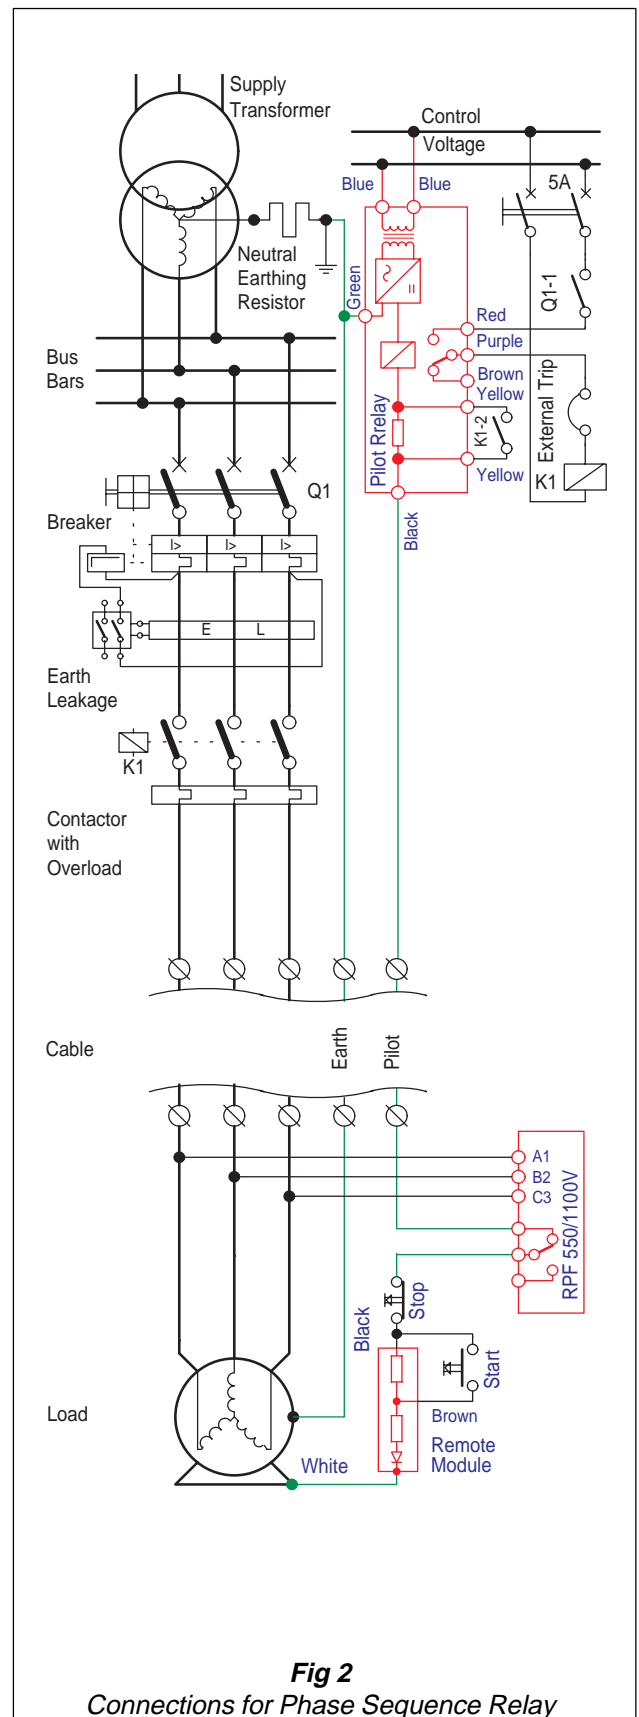 Supply
Transformer
Control
Voltage
Blue
Blue
5A
Neutral
Earthing
Resistor
Green
Q1-1
Red
Purple
Brown
Yellow
External Trip
Bus
Bars
Pilot Rrelay
K1-2
Yellow
K1
Q1
Breaker
I>
I>
I>
Black
E L
Earth
Leakage
K1
Contactor
with
Overload
Cable
Earth
Pilot
A1
B2
C3
RPF 550/1100V
Stop
Black
Start
Load
Brown
Remote
Module
White
Fig 2
Connections for Phase Sequence Relay